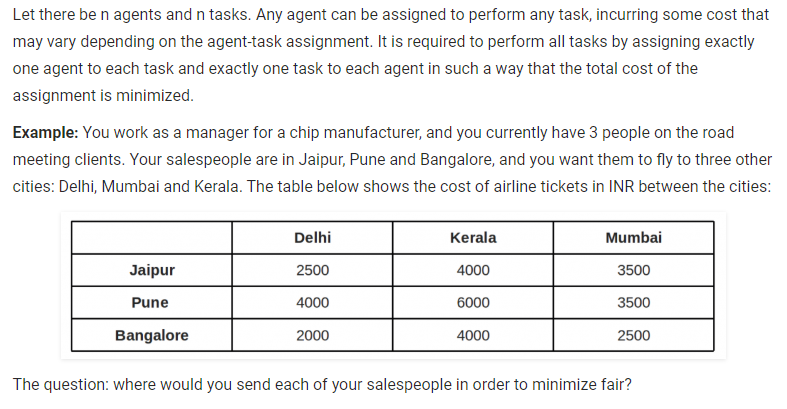 Let there be n agents and n tasks. Any agent can be assigned to perform any task, incurring some cost that
may vary depending on the agent-task assignment. It is required to perform all tasks by assigning exactly
one agent to each task and exactly one task to each agent in such a way that the total cost of the
assignment is minimized.
Example: You work as a manager for a chip manufacturer, and you currently have 3 people on the road
meeting clients. Your salespeople are in Jaipur, Pune and Bangalore, and you want them to fly to three other
cities: Delhi, Mumbai and Kerala. The table below shows the cost of airline tickets in INR between the cities:
Delhi Kerala Mumbai
Jaipur 2500 4000 3500
Pune 4000 6000 3500
Bangalore 2000 4000 2500
The question: where would you send each of your salespeople in order to minimize fair?